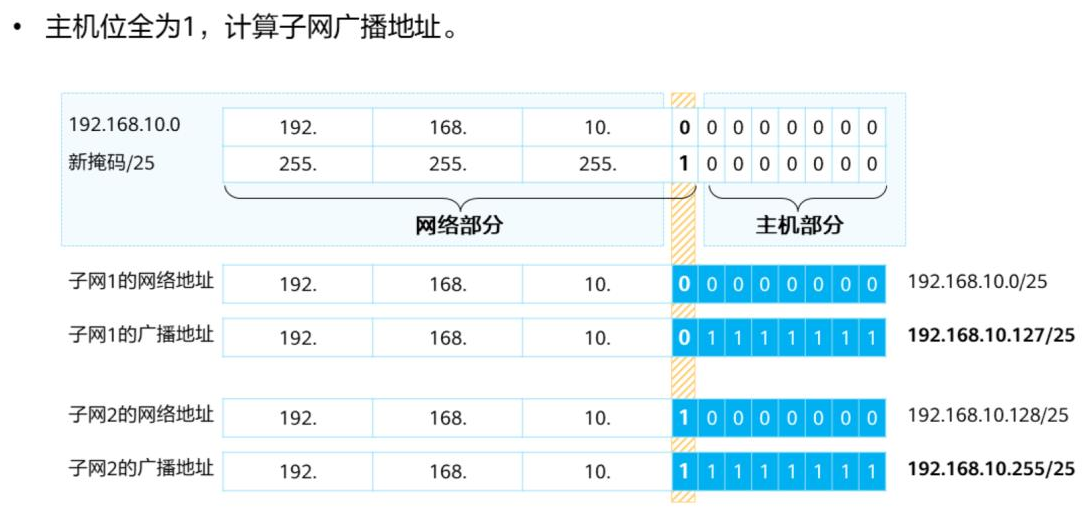 • 主机位全为1，计算子网广播地址。
192.168.10.0 192. 168. 10. 0 0 0 0 0 0 0 0
新掩码/25 255. 255. 255. 1 0 0 0 0 0 0 0
网络部分 主机部分
子网1的网络地址 192. 168. 10. 0 0 0 0 0 0 0 0 192.168.10.0/25
子网1的广播地址 192. 168. 10. 0 1 1 1 1 1 1 1 192.168.10.127/25
子网2的网络地址 192. 168. 10. 1 0 0 0 0 0 0 0 192.168.10.128/25
子网2的广播地址 192. 168. 10. 1 1 1 1 1 1 1 1 192.168.10.255/25